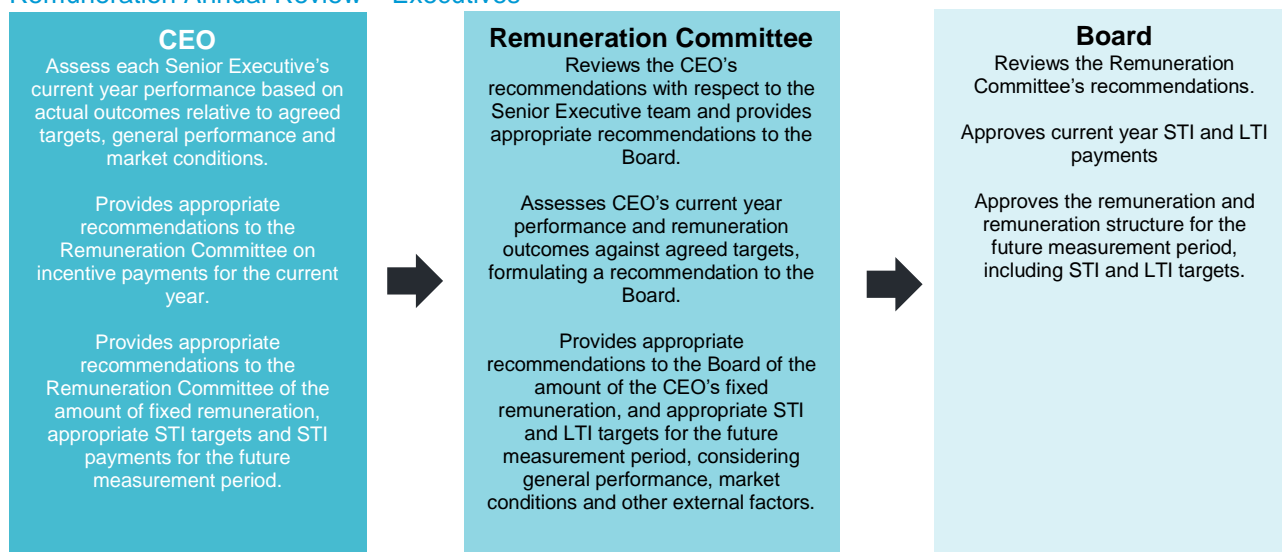 Remuneration Annual Review – Executives
CEO
Assess each Senior Executive's
current year performance based on
actual outcomes relative to agreed
targets, general performance and
market conditions.
Provides appropriate
recommendations to the
Remuneration Committee on
incentive payments for the current
year.
Provides appropriate
recommendations to the
Remuneration Committee of the
amount of fixed remuneration,
appropriate STI targets and STI
payments for the future
measurement period.
Remuneration Committee
Reviews the CEO's
recommendations with respect to the
Senior Executive team and provides
appropriate recommendations to the
Board.
Assesses CEO's current year
performance and remuneration
outcomes against agreed targets,
formulating a recommendation to the
Board.
Provides appropriate
recommendations to the Board of the
amount of the CEO's fixed
remuneration, and appropriate STI
and LTI targets for the future
measurement period, considering
general performance, market
conditions and other external factors.
Board
Reviews the Remuneration
Committee's recommendations.
Approves current year STI and LTI
payments
Approves the remuneration and
remuneration structure for the
future measurement period,
including STI and LTI targets.